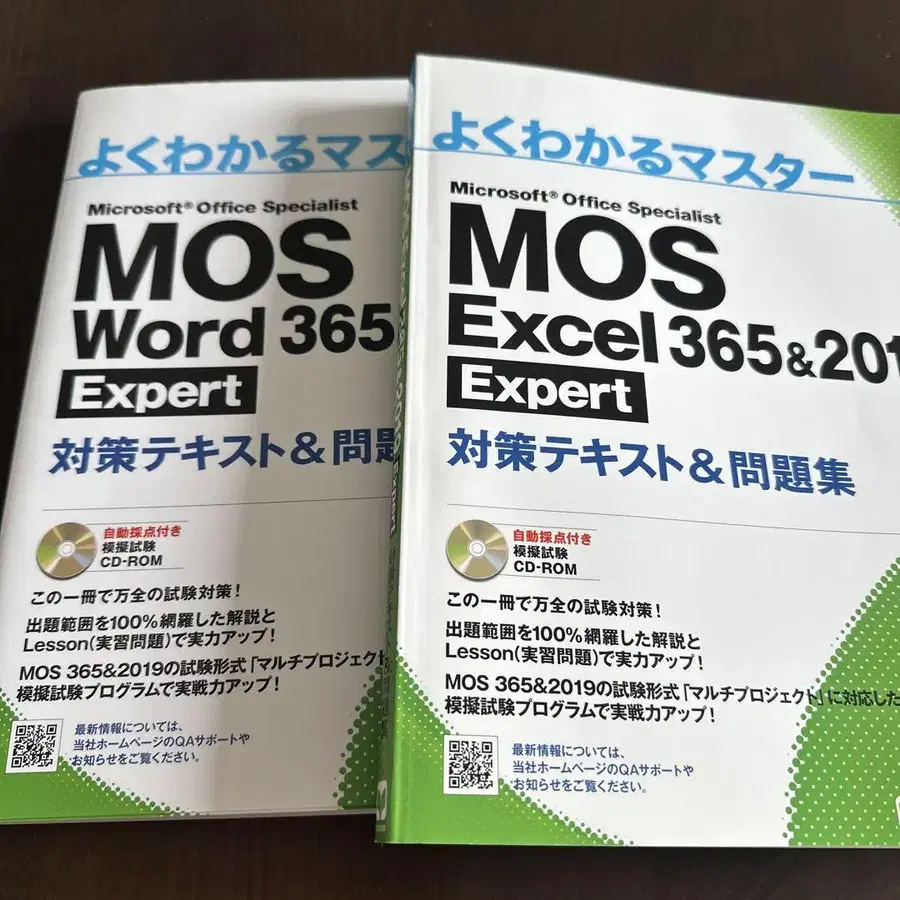 よくわかるマス
Microsoft® Office Specialist
MOS
Word 365
Expert
対策テキスト&問題
自動採点付き
模擬試験
CD-ROM
この一冊で万全の試験対策!
出題範囲を100%網羅した解説と
Lesson(実習問題)で実力アップ!
MOS 365&2019の試験形式「マルチプロジェクト
模擬試験プログラムで実戦力アップ!
最新情報については、
当社ホームページのQAサポートや
お知らせをご覧ください。
よくわかるマスター
Microsoft® Office Specialist
MOS
Excel 365&201
Expert
対策テキスト&問題集
自動採点付き
模擬試験
CD-ROM
この一冊で万全の試験対策!
出題範囲を100%網羅した解説と
Lesson(実習問題)で実力アップ!
MOS 365&2019の試験形式「マルチプロジェクト」に対応した
模擬試験プログラムで実戦力アップ!
最新情報については、
当社ホームページのQAサポートや
お知らせをご覧ください。